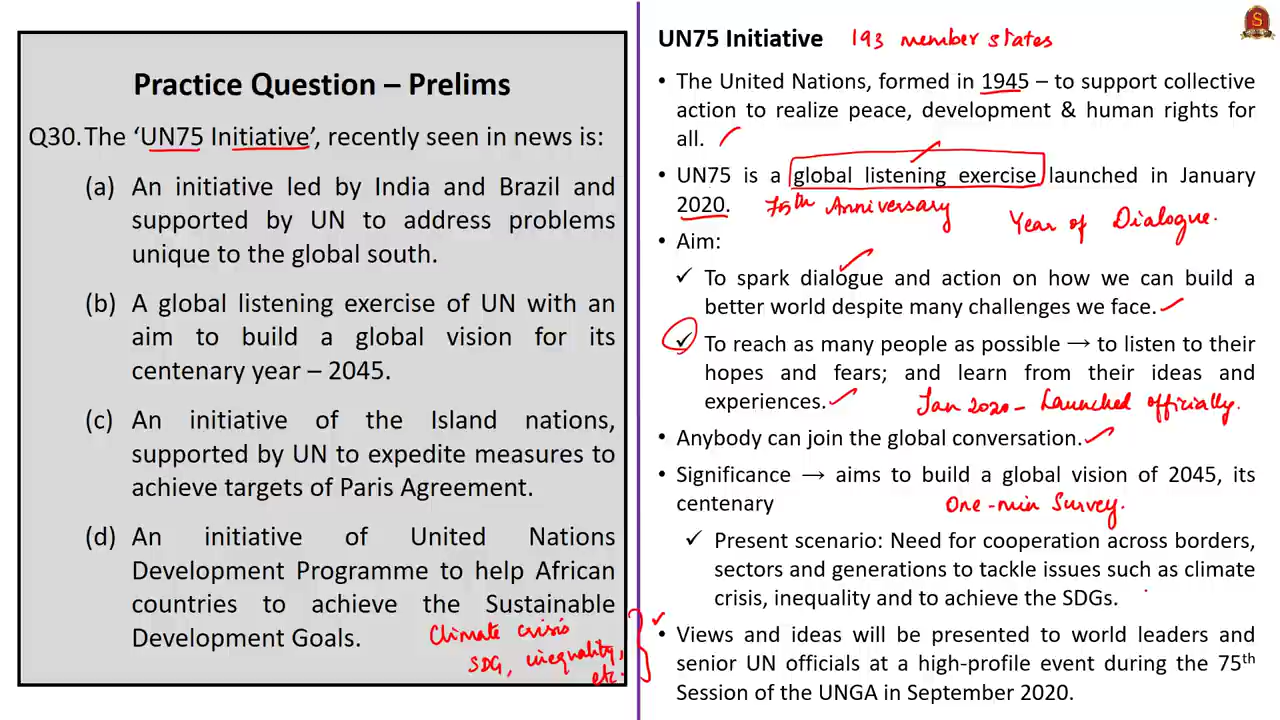 Practice Question – Prelims
Q30. The ‘UN75 Initiative’, recently seen in news is:
(a) An initiative led by India and Brazil and
supported by UN to address problems
unique to the global south.
(b) A global listening exercise of UN with an
aim to build a global vision for its
centenary year – 2045.
(c) An initiative of the Island nations,
supported by UN to expedite measures to
achieve targets of Paris Agreement.
(d) An initiative of United Nations
Development Programme to help African
countries to achieve the Sustainable
Development Goals.
Climate crisis
SDG, inequality,
etc.
UN75 Initiative 193 member states
• The United Nations, formed in 1945 – to support collective
action to realize peace, development & human rights for
all.
• UN75 is a global listening exercise launched in January
2020. 75th Anniversary
Year of Dialogue.
• Aim:
✓ To spark dialogue and action on how we can build a
better world despite many challenges we face.
✓ To reach as many people as possible → to listen to their
hopes and fears; and learn from their ideas and
experiences. Jan 2020 - Launched officially.
• Anybody can join the global conversation.
• Significance → aims to build a global vision of 2045, its
centenary One-min Survey.
✓ Present scenario: Need for cooperation across borders,
sectors and generations to tackle issues such as climate
crisis, inequality and to achieve the SDGs.
• Views and ideas will be presented to world leaders and
senior UN officials at a high-profile event during the 75th
Session of the UNGA in September 2020.